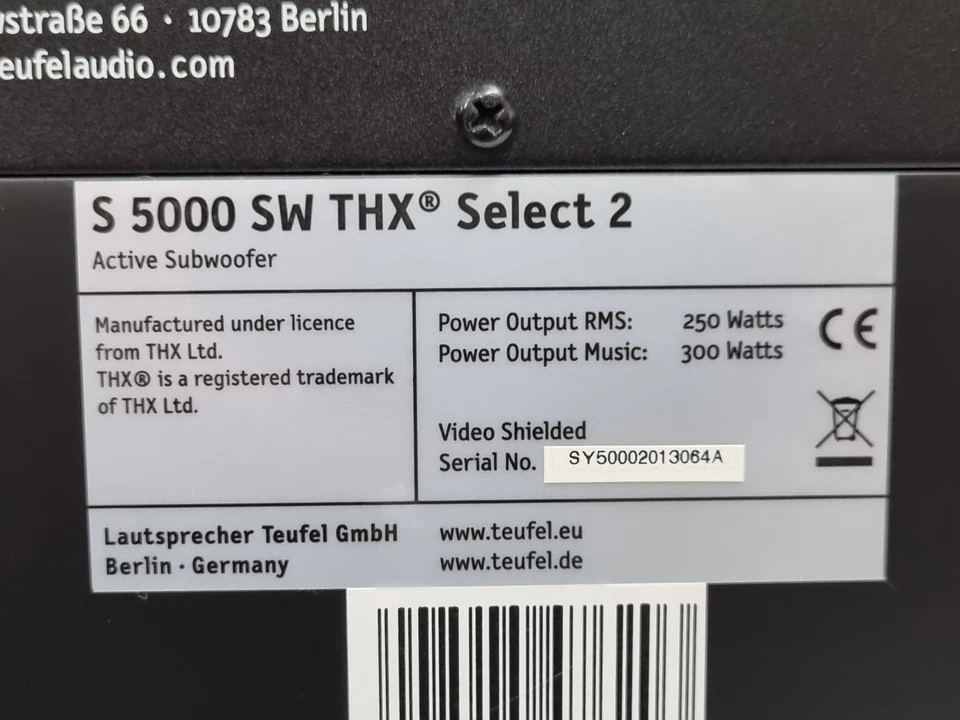 straße 66 · 10783 Berlin
eufelaudio.com
S 5000 SW THX® Select 2
Active Subwoofer
Manufactured under licence
from THX Ltd.
THX® is a registered trademark
of THX Ltd.
Power Output RMS: 250 Watts
Power Output Music: 300 Watts
CE
Video Shielded
Serial No. SY50002013064A
Lautsprecher Teufel GmbH
Berlin · Germany
www.teufel.eu
www.teufel.de